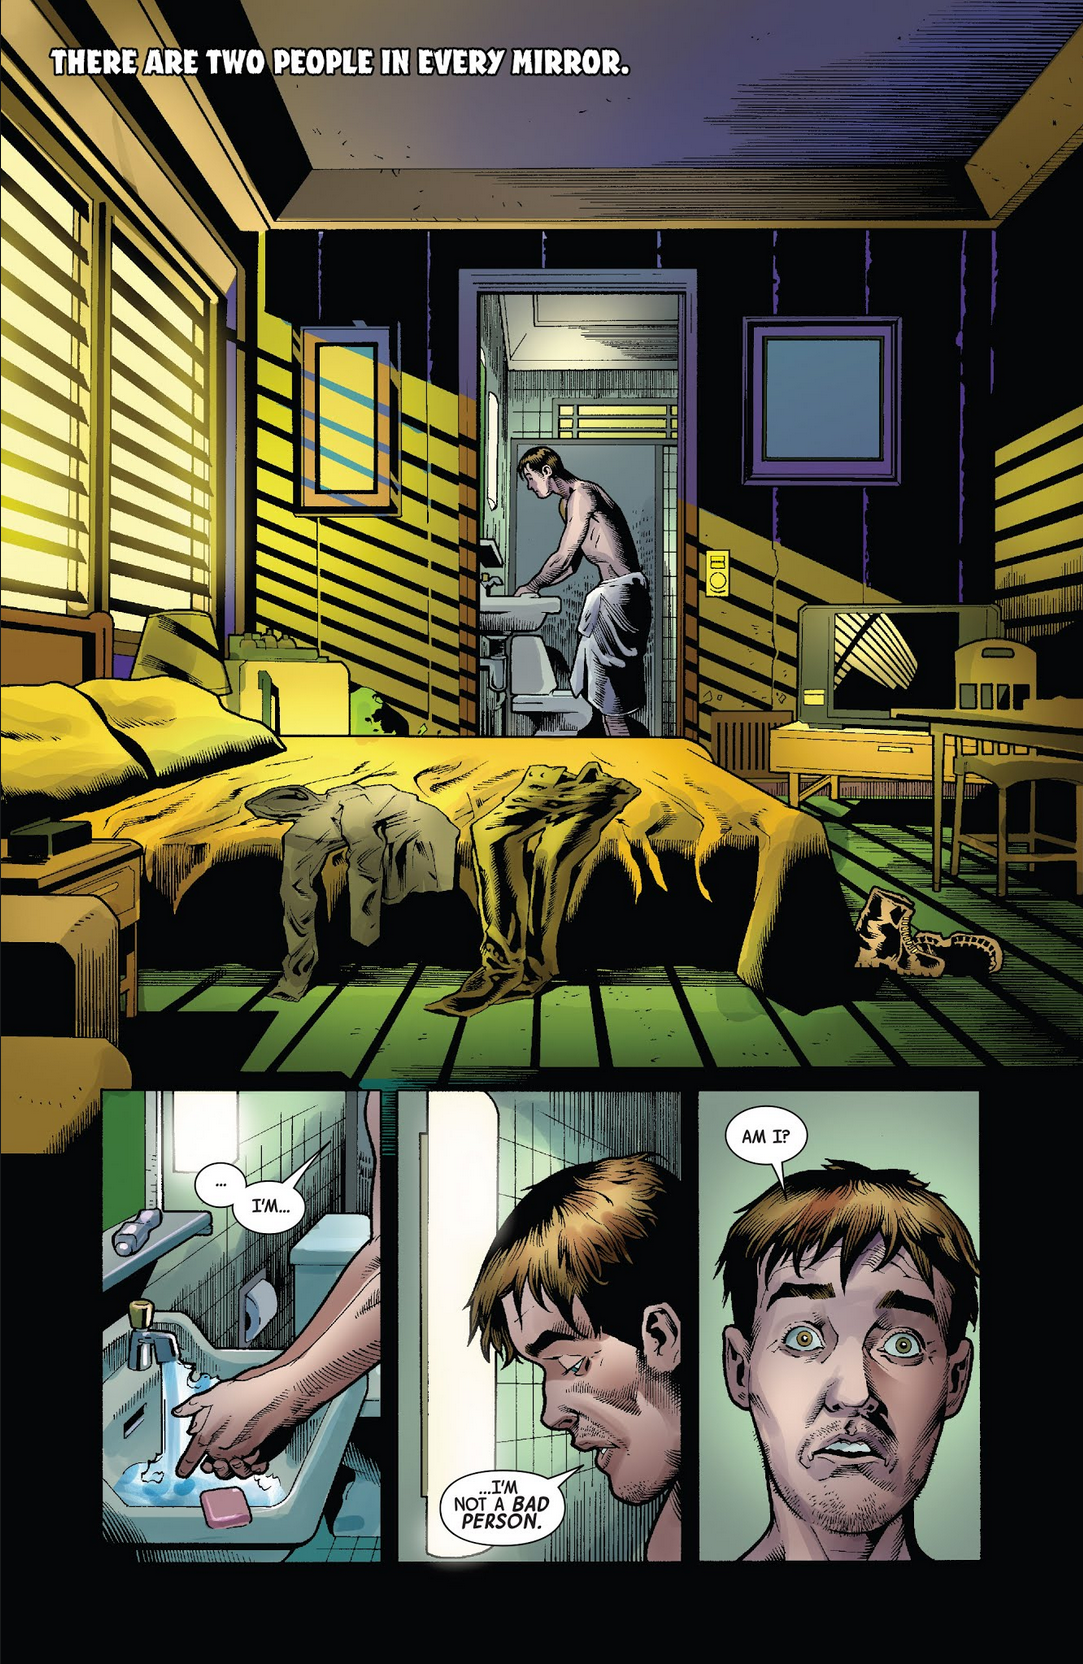 THERE ARE TWO PEOPLE IN EVERY MIRROR.
...
I'M...
...I'M
NOT A BAD
PERSON.
AM I?